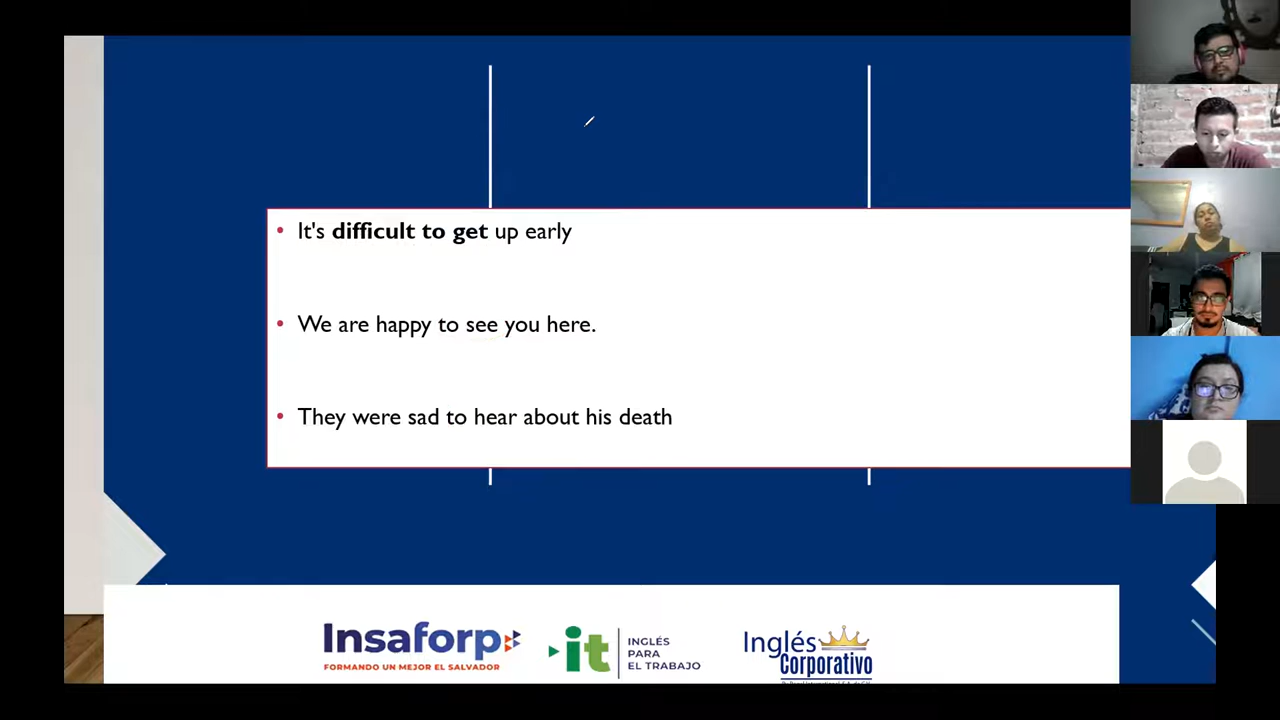 • It's difficult to get up early
• We are happy to see you here.
• They were sad to hear about his death
Insaforp
FORMANDO UN MEJOR EL SALVADOR
it
INGLÉS
PARA
EL TRABAJO
Inglés
Corporativo